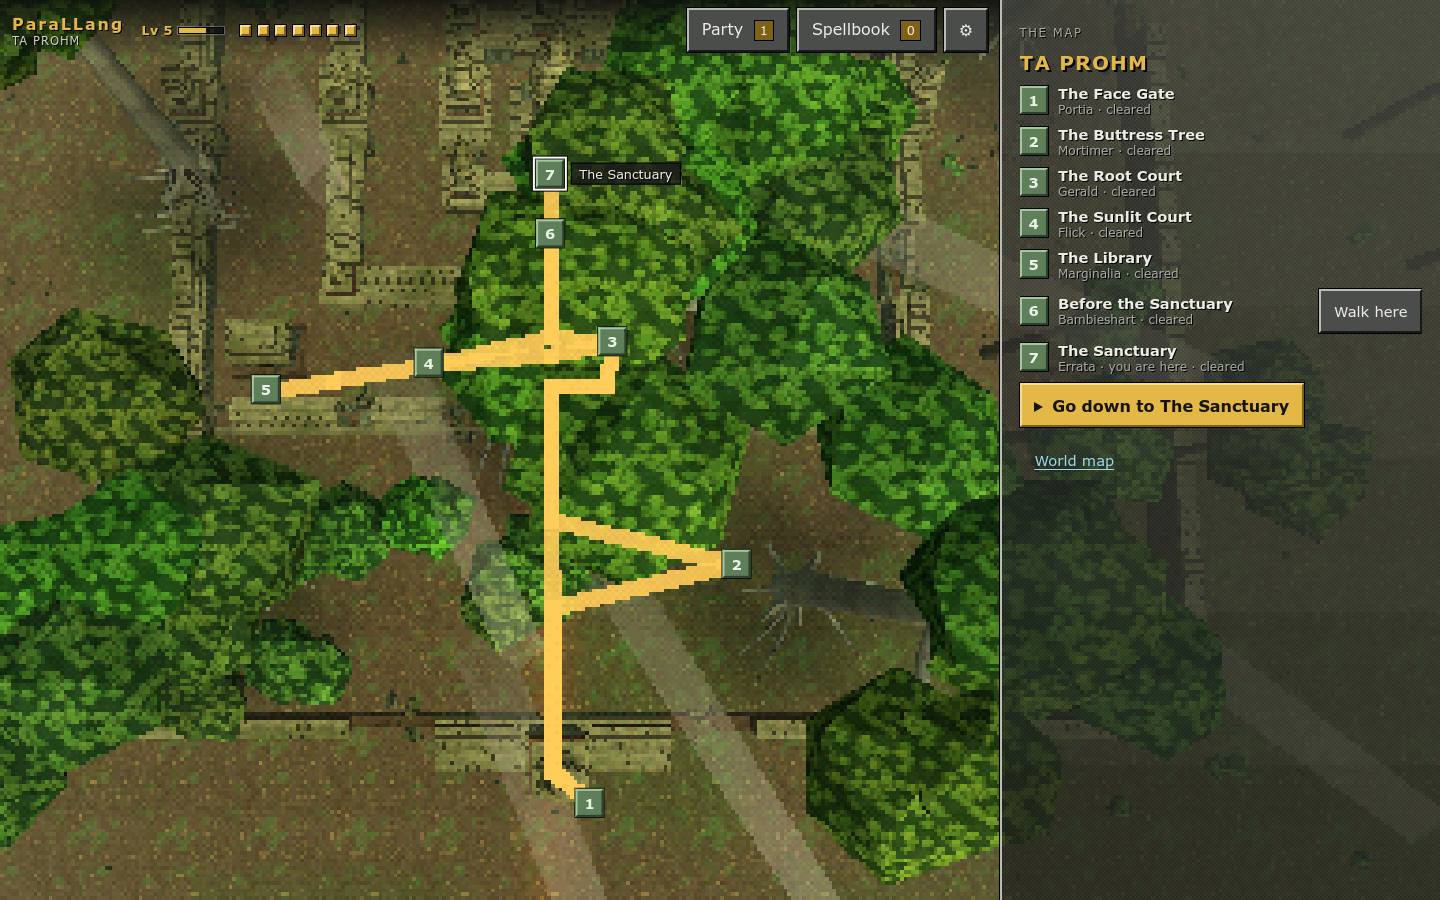 ParaLLang
TA PROHM
Lv 5
Party 1
Spellbook 0
7 The Sanctuary
6
3
4
5
2
1
THE MAP
TA PROHM
1 The Face Gate
Portia · cleared
2 The Buttress Tree
Mortimer · cleared
3 The Root Court
Gerald · cleared
4 The Sunlit Court
Flick · cleared
5 The Library
Marginalia · cleared
6 Before the Sanctuary
Bambieshart · cleared
Walk here
7 The Sanctuary
Errata · you are here · cleared
Go down to The Sanctuary
World map